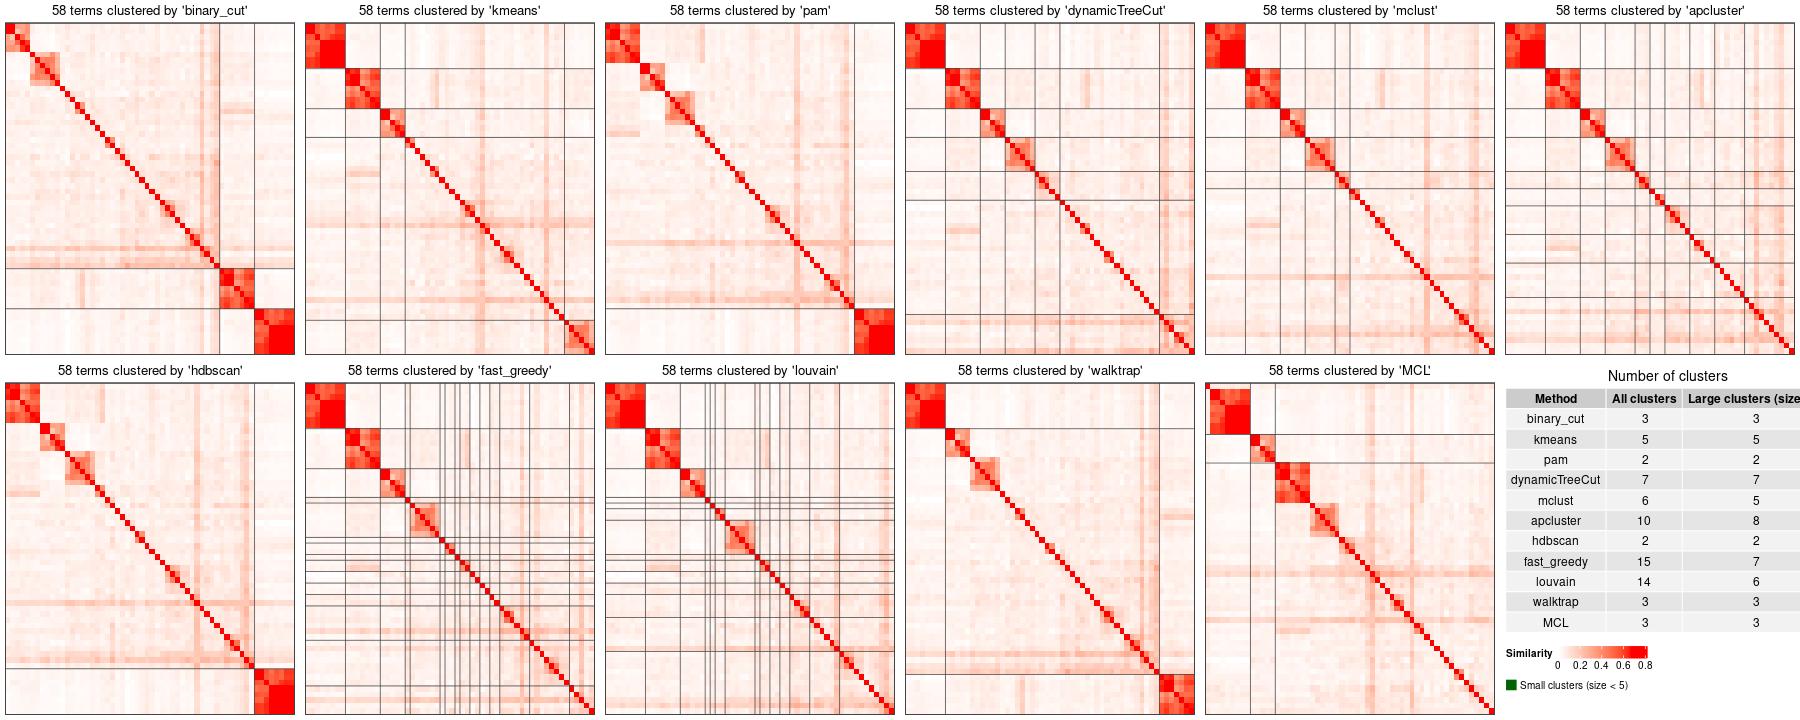 58 terms clustered by 'binary_cut'
58 terms clustered by 'kmeans'
58 terms clustered by 'pam'
58 terms clustered by 'dynamicTreeCut'
58 terms clustered by 'mclust'
58 terms clustered by 'apcluster'
58 terms clustered by 'hdbscan'
58 terms clustered by 'fast_greedy'
58 terms clustered by 'louvain'
58 terms clustered by 'walktrap'
58 terms clustered by 'MCL'
Number of clusters
Method All clusters Large clusters (size
binary_cut 3 3
kmeans 5 5
pam 2 2
dynamicTreeCut 7 7
mclust 6 5
apcluster 10 8
hdbscan 2 2
fast_greedy 15 7
louvain 14 6
walktrap 3 3
MCL 3 3
Similarity
0 0.2 0.4 0.6 0.8
Small clusters (size < 5)